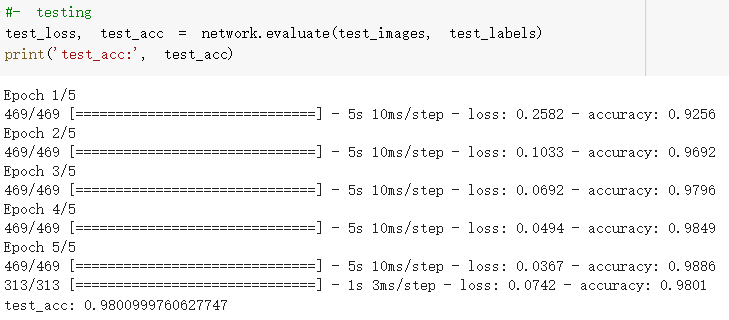 #-  testing
test_loss,  test_acc  =  network.evaluate(test_images,  test_labels)
print('test_acc:',  test_acc)
Epoch 1/5
469/469 [==============================] - 5s 10ms/step - loss: 0.2582 - accuracy: 0.9256
Epoch 2/5
469/469 [==============================] - 5s 10ms/step - loss: 0.1033 - accuracy: 0.9692
Epoch 3/5
469/469 [==============================] - 5s 10ms/step - loss: 0.0692 - accuracy: 0.9796
Epoch 4/5
469/469 [==============================] - 5s 10ms/step - loss: 0.0494 - accuracy: 0.9849
Epoch 5/5
469/469 [==============================] - 5s 10ms/step - loss: 0.0367 - accuracy: 0.9886
313/313 [==============================] - 1s 3ms/step - loss: 0.0742 - accuracy: 0.9801
test_acc: 0.9800999760627747